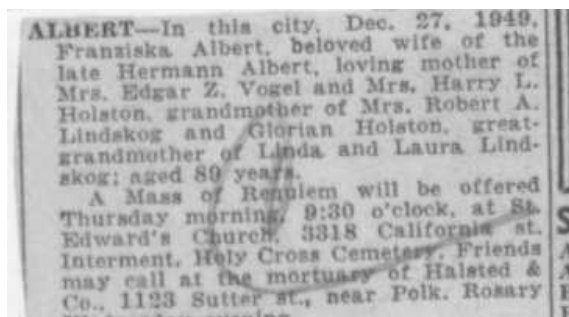 ALBERT—In this city, Dec. 27, 1949,
Franziska Albert, beloved wife of the
late Hermann Albert, loving mother of
Mrs. Edgar Z. Vogel and Mrs. Harry L.
Holston, grandmother of Mrs. Robert A.
Lindskog and Glorian Holston, great-
grandmother of Linda and Laura Lind-
skog; aged 89 years.
A Mass of Requiem will be offered
Thursday morning, 9:30 o'clock, at St.
Edward's Church, 3318 California st.
Interment, Holy Cross Cemetery. Friends
may call at the mortuary of Halsted &
Co., 1123 Sutter st., near Polk. Rosary